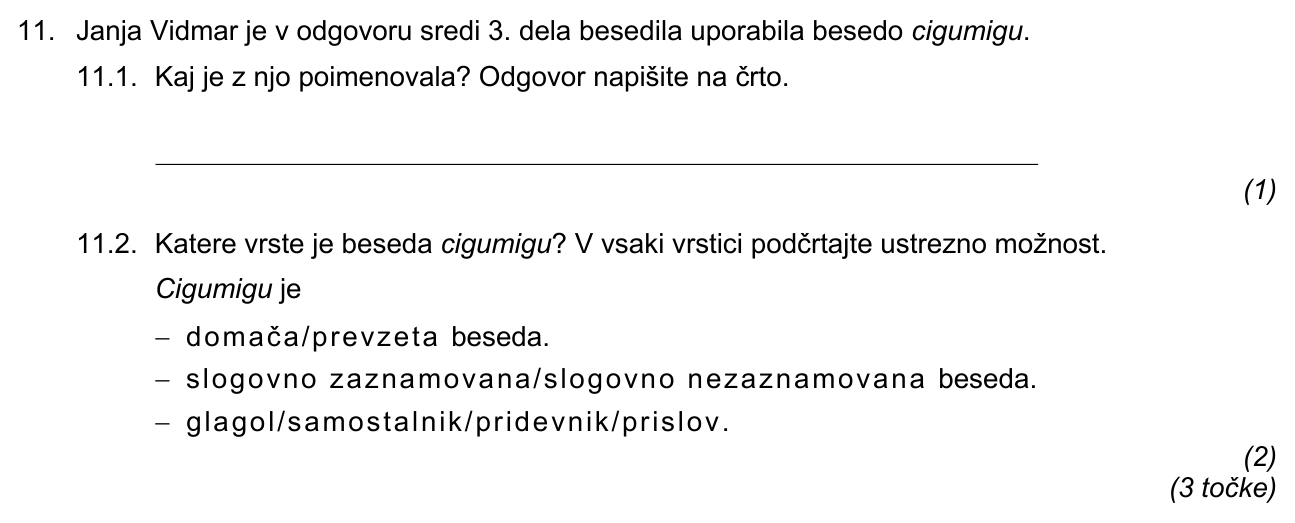 11. Janja Vidmar je v odgovoru sredi 3. dela besedila uporabila besedo cigumigu.
11.1. Kaj je z njo poimenovala? Odgovor napišite na črto.
(1)
11.2. Katere vrste je beseda cigumigu? V vsaki vrstici podčrtajte ustrezno možnost.
Cigumigu je
– domača/prevzeta beseda.
– slogovno zaznamovana/slogovno nezaznamovana beseda.
– glagol/samostalnik/pridevnik/prislov.
(2)
(3 točke)